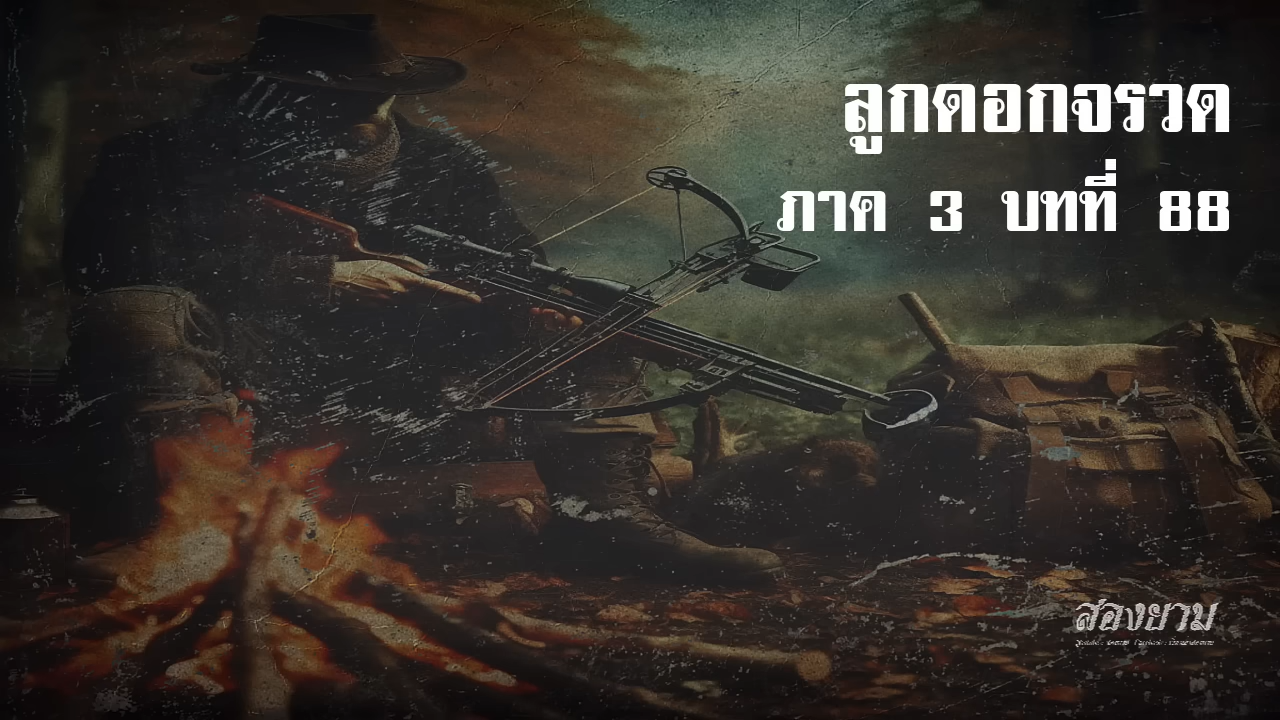 ลูกดอกจรวด
ภาค 3 บทที่ 88
สองยาม